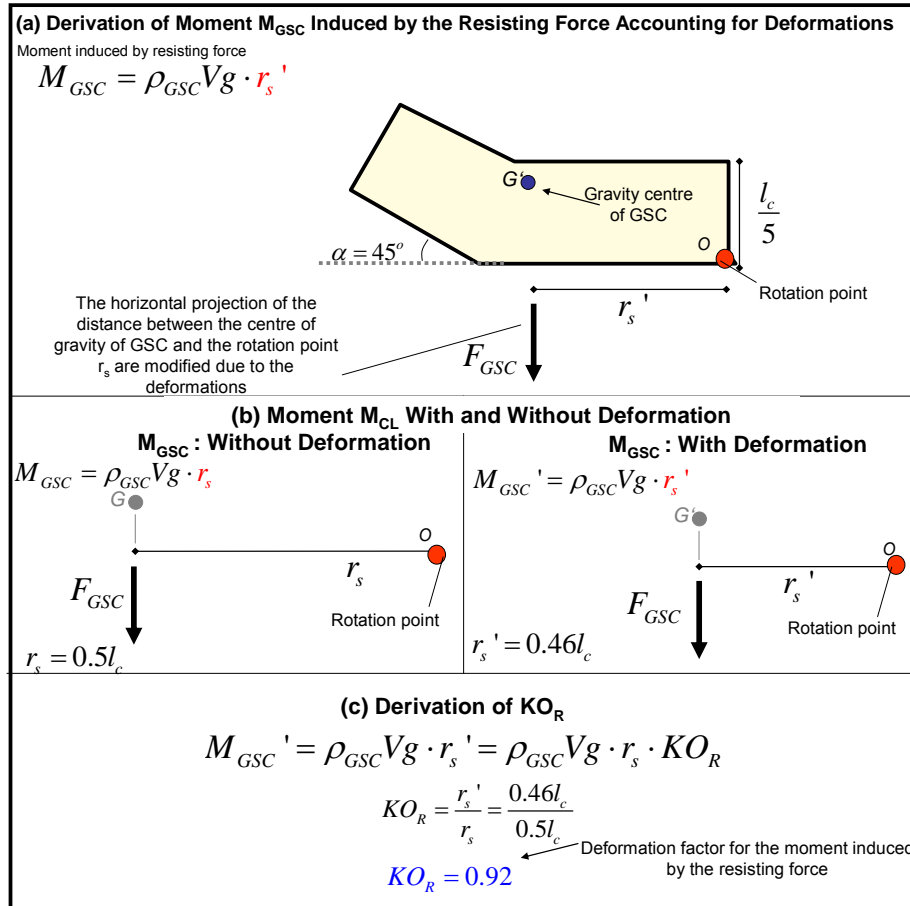 (a) Derivation of Moment M_GSC Induced by the Resisting Force Accounting for Deformations
Moment induced by resisting force
M_GSC = ρ_GSC Vg · r_s'
G'
Gravity centre
of GSC
l_c
5
O
α = 45°
Rotation point
r_s'
The horizontal projection of the
distance between the centre of
gravity of GSC and the rotation point
r_s are modified due to the
deformations
F_GSC
(b) Moment M_CL With and Without Deformation
M_GSC : Without Deformation
M_GSC = ρ_GSC Vg · r_s
G
O
r_s
F_GSC
Rotation point
r_s = 0.5l_c
M_GSC : With Deformation
M_GSC ' = ρ_GSC Vg · r_s'
G'
O
r_s'
F_GSC
Rotation point
r_s' = 0.46l_c
(c) Derivation of KO_R
M_GSC ' = ρ_GSC Vg · r_s' = ρ_GSC Vg · r_s · KO_R
KO_R = r_s' / r_s = 0.46l_c / 0.5l_c
Deformation factor for the moment induced
by the resisting force
KO_R = 0.92